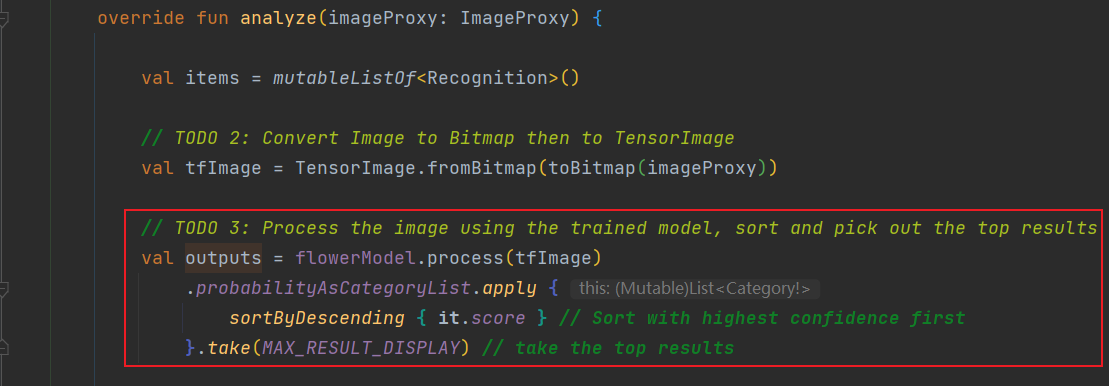 override fun analyze(imageProxy: ImageProxy) {
val items = mutableListOf<Recognition>()
// TODO 2: Convert Image to Bitmap then to TensorImage
val tfImage = TensorImage.fromBitmap(toBitmap(imageProxy))
// TODO 3: Process the image using the trained model, sort and pick out the top results
val outputs = flowerModel.process(tfImage)
.probabilityAsCategoryList.apply { this: (Mutable)List<Category!>
sortByDescending { it.score } // Sort with highest confidence first
}.take(MAX_RESULT_DISPLAY) // take the top results